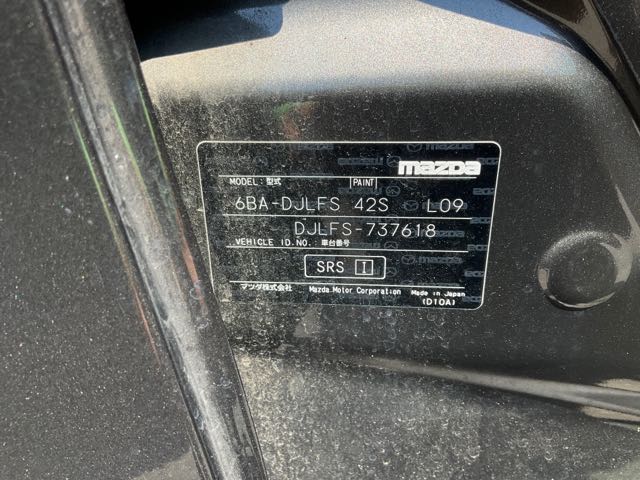 mazda
MODEL: 型式 PAINT
6BA-DJLFS 42S L09
DJLFS-737618
VEHICLE ID.NO.: 車台番号
SRS I
マツダ株式会社 Mazda Motor Corporation Made in Japan
(D10A)